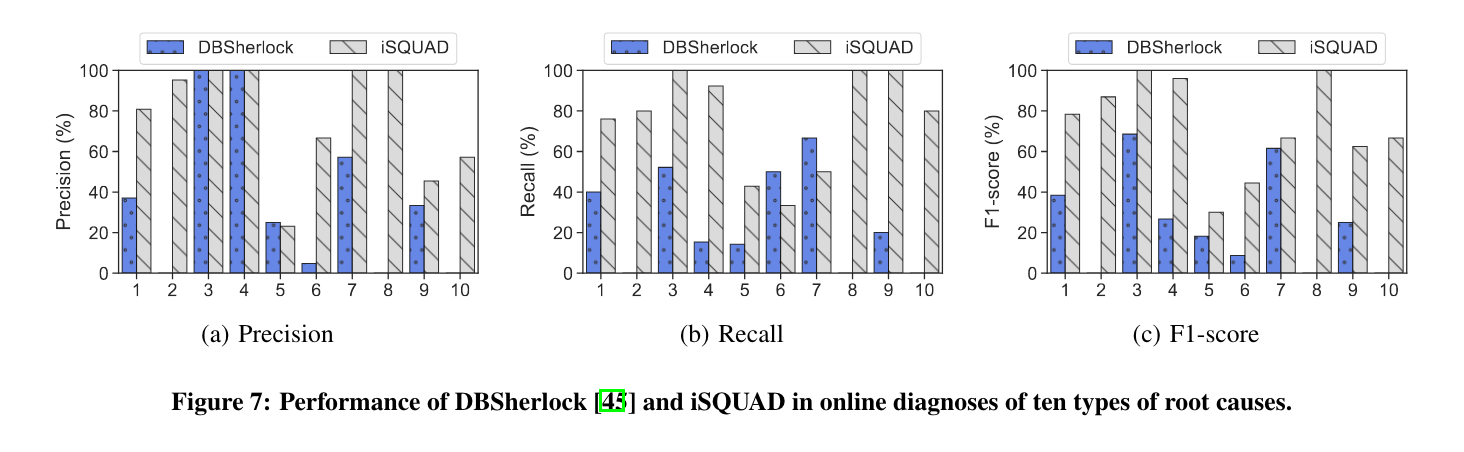 DBSherlock iSQUAD
Precision (%)
100
80
60
40
20
0
1 2 3 4 5 6 7 8 9 10
(a) Precision
DBSherlock iSQUAD
Recall (%)
100
80
60
40
20
0
1 2 3 4 5 6 7 8 9 10
(b) Recall
DBSherlock iSQUAD
F1-score (%)
100
80
60
40
20
0
1 2 3 4 5 6 7 8 9 10
(c) F1-score
Figure 7: Performance of DBSherlock [45] and iSQUAD in online diagnoses of ten types of root causes.